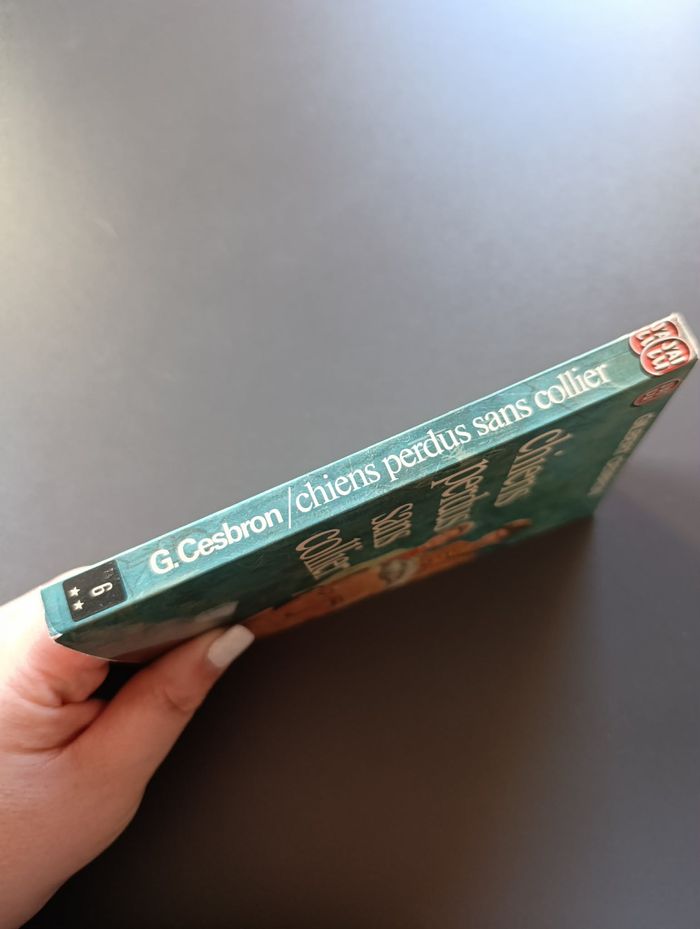 G.Cesbron/chiens perdus sans collier
6
★★
J'AI
LU
chiens
perdus
sans
collier